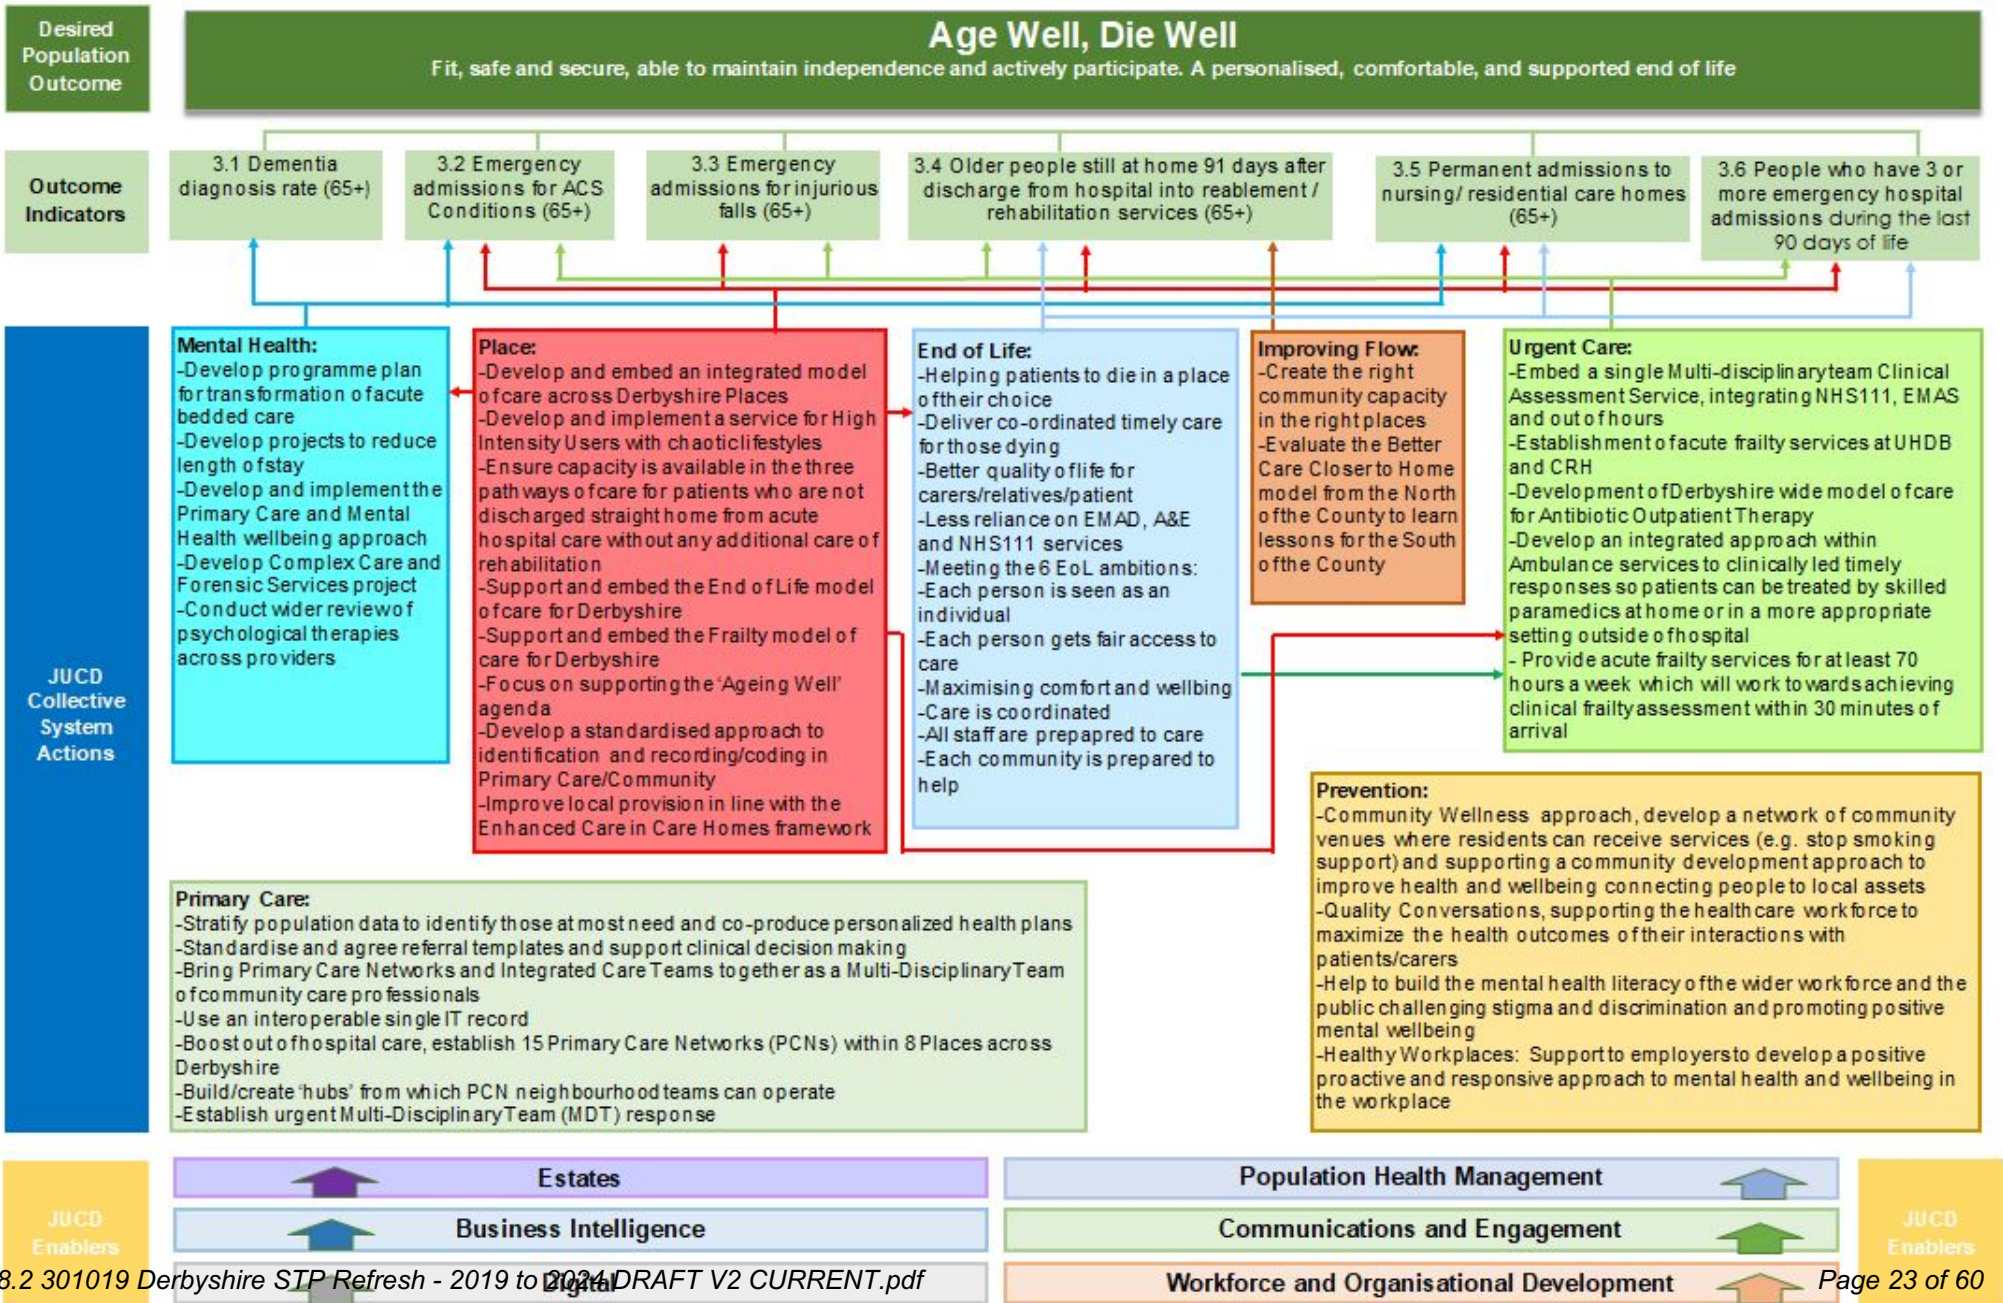 Desired
Population
Outcome
Age Well, Die Well
Fit, safe and secure, able to maintain independence and actively participate. A personalised, comfortable, and supported end of life
Outcome
Indicators
3.1 Dementia
diagnosis rate (65+)
3.2 Emergency
admissions for ACS
Conditions (65+)
3.3 Emergency
admissions for injurious
falls (65+)
3.4 Older people still at home 91 days after
discharge from hospital into reablement /
rehabilitation services (65+)
3.5 Permanent admissions to
nursing/ residential care homes
(65+)
3.6 People who have 3 or
more emergency hospital
admissions during the last
90 days of life
JUCD
Collective
System
Actions
Mental Health:
-Develop programme plan
for transformation of acute
bedded care
-Develop projects to reduce
length of stay
-Develop and implement the
Primary Care and Mental
Health wellbeing approach
-Develop Complex Care and
Forensic Services project
-Conduct wider review of
psychological therapies
across providers
Place:
-Develop and embed an integrated model
of care across Derbyshire Places
-Develop and implement a service for High
Intensity Users with chaotic lifestyles
-Ensure capacity is available in the three
pathways of care for patients who are not
discharged straight home from acute
hospital care without any additional care of
rehabilitation
-Support and embed the End of Life model
of care for Derbyshire
-Support and embed the Frailty model of
care for Derbyshire
-Focus on supporting the ‘Ageing Well’
agenda
-Develop a standardised approach to
identification and recording/coding in
Primary Care/Community
-Improve local provision in line with the
Enhanced Care in Care Homes framework
End of Life:
-Helping patients to die in a place
of their choice
-Deliver co-ordinated timely care
for those dying
-Better quality of life for
carers/relatives/patient
-Less reliance on EMAD, A&E
and NHS111 services
-Meeting the 6 EoL ambitions:
-Each person is seen as an
individual
-Each person gets fair access to
care
-Maximising comfort and wellbing
-Care is coordinated
-All staff are prepapred to care
-Each community is prepared to
help
Improving Flow:
-Create the right
community capacity
in the right places
-Evaluate the Better
Care Closer to Home
model from the North
of the County to learn
lessons for the South
of the County
Urgent Care:
-Embed a single Multi-disciplinary team Clinical
Assessment Service, integrating NHS111, EMAS
and out of hours
-Establishment of acute frailty services at UHDB
and CRH
-Development of Derbyshire wide model of care
for Antibiotic Outpatient Therapy
-Develop an integrated approach within
Ambulance services to clinically led timely
responses so patients can be treated by skilled
paramedics at home or in a more appropriate
setting outside of hospital
- Provide acute frailty services for at least 70
hours a week which will work towards achieving
clinical frailty assessment within 30 minutes of
arrival
Prevention:
-Community Wellness approach, develop a network of community
venues where residents can receive services (e.g. stop smoking
support) and supporting a community development approach to
improve health and wellbeing connecting people to local assets
-Quality Conversations, supporting the healthcare workforce to
maximize the health outcomes of their interactions with
patients/carers
-Help to build the mental health literacy of the wider workforce and the
public challenging stigma and discrimination and promoting positive
mental wellbeing
-Healthy Workplaces: Support to employers to develop a positive
proactive and responsive approach to mental health and wellbeing in
the workplace
Primary Care:
-Stratify population data to identify those at most need and co-produce personalized health plans
-Standardise and agree referral templates and support clinical decision making
-Bring Primary Care Networks and Integrated Care Teams together as a Multi-Disciplinary Team
of community care professionals
-Use an interoperable single IT record
-Boost out of hospital care, establish 15 Primary Care Networks (PCNs) within 8 Places across
Derbyshire
-Build/create ‘hubs’ from which PCN neighbourhood teams can operate
-Establish urgent Multi-Disciplinary Team (MDT) response
JUCD
Enablers
Estates
Population Health Management
Business Intelligence
Communications and Engagement
Digital
Workforce and Organisational Development
JUCD
Enablers
8.2 301019 Derbyshire STP Refresh - 2019 to 2024 DRAFT V2 CURRENT.pdf
Page 23 of 60